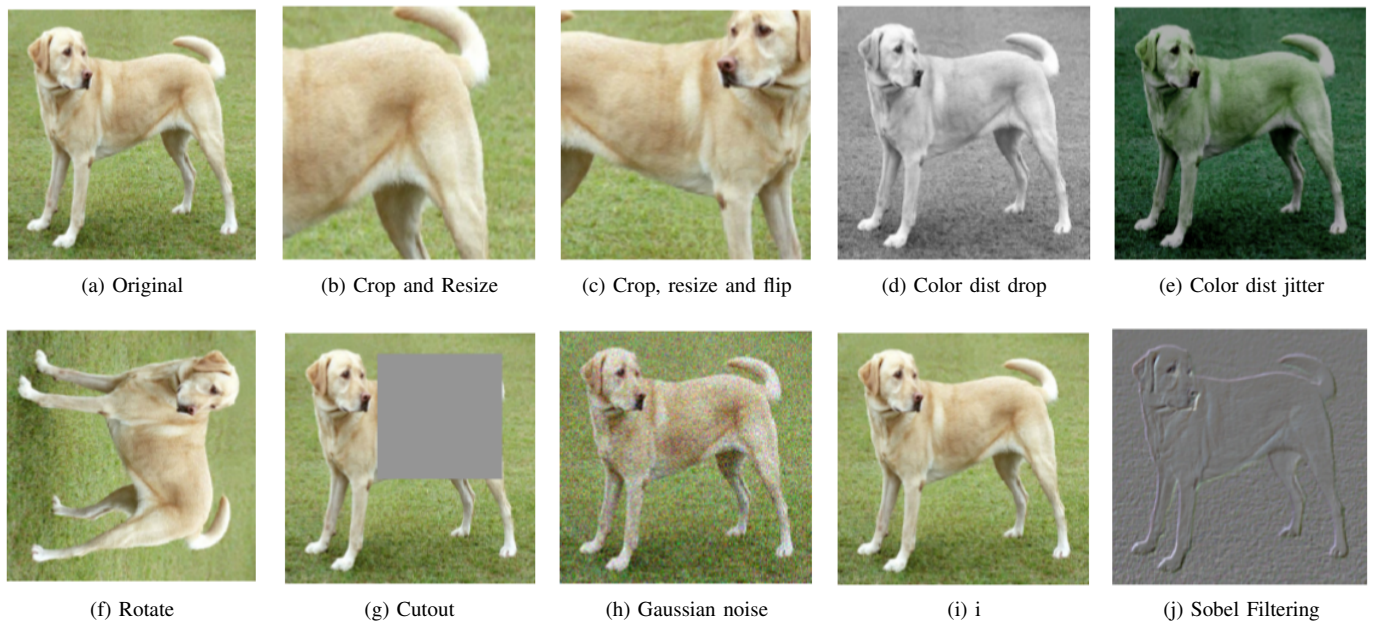 (a) Original
(b) Crop and Resize
(c) Crop, resize and flip
(d) Color dist drop
(e) Color dist jitter
(f) Rotate
(g) Cutout
(h) Gaussian noise
(i) i
(j) Sobel Filtering